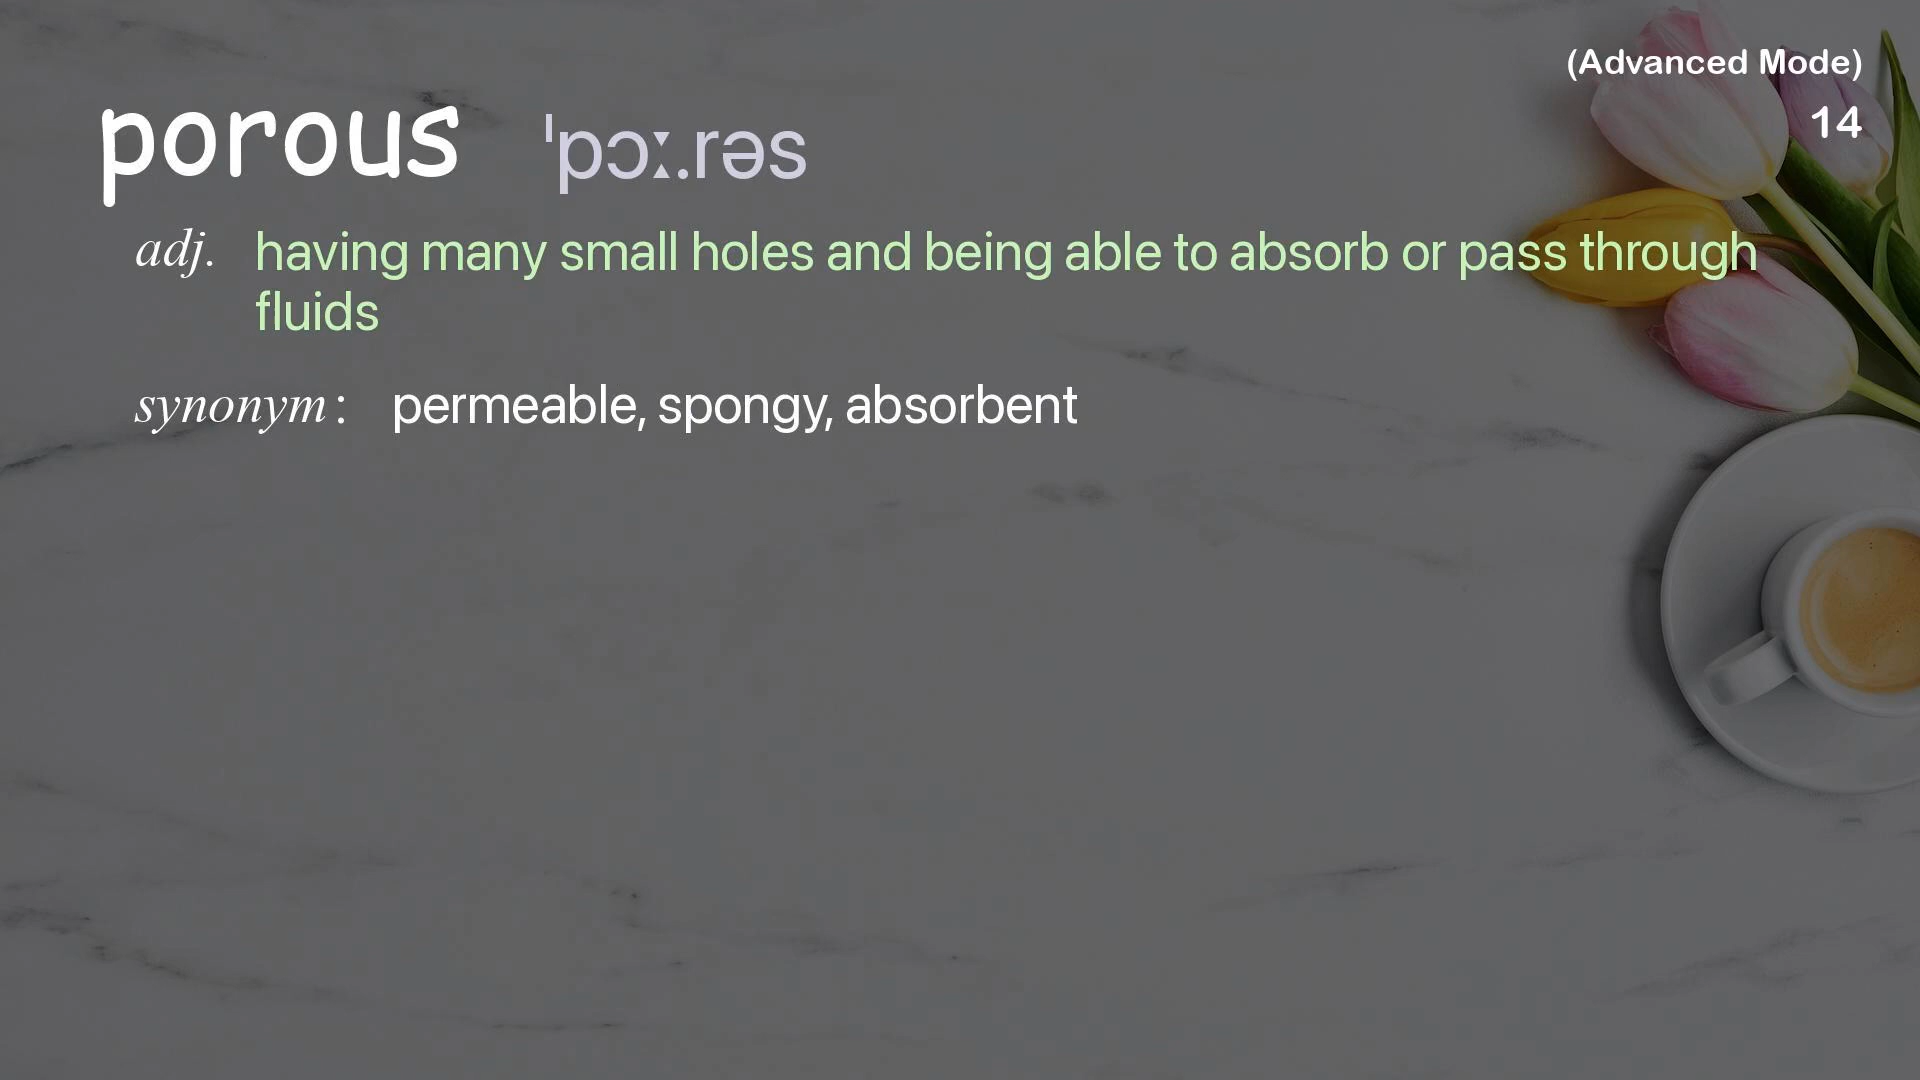 (Advanced Mode)
porous ˈpɔː.rəs
14
adj. having many small holes and being able to absorb or pass through
fluids
synonym: permeable, spongy, absorbent